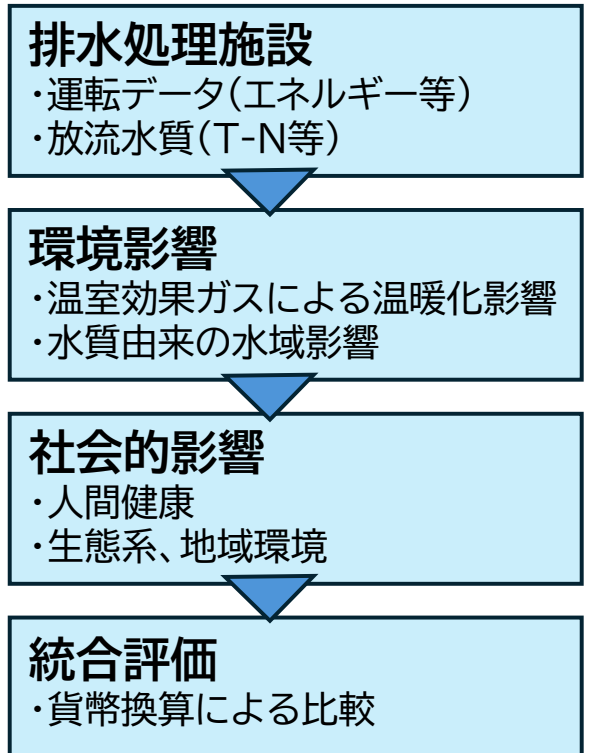 排水処理施設
・運転データ(エネルギー等)
・放流水質(T-N等)
環境影響
・温室効果ガスによる温暖化影響
・水質由来の水域影響
社会的影響
・人間健康
・生態系、地域環境
統合評価
・貨幣換算による比較